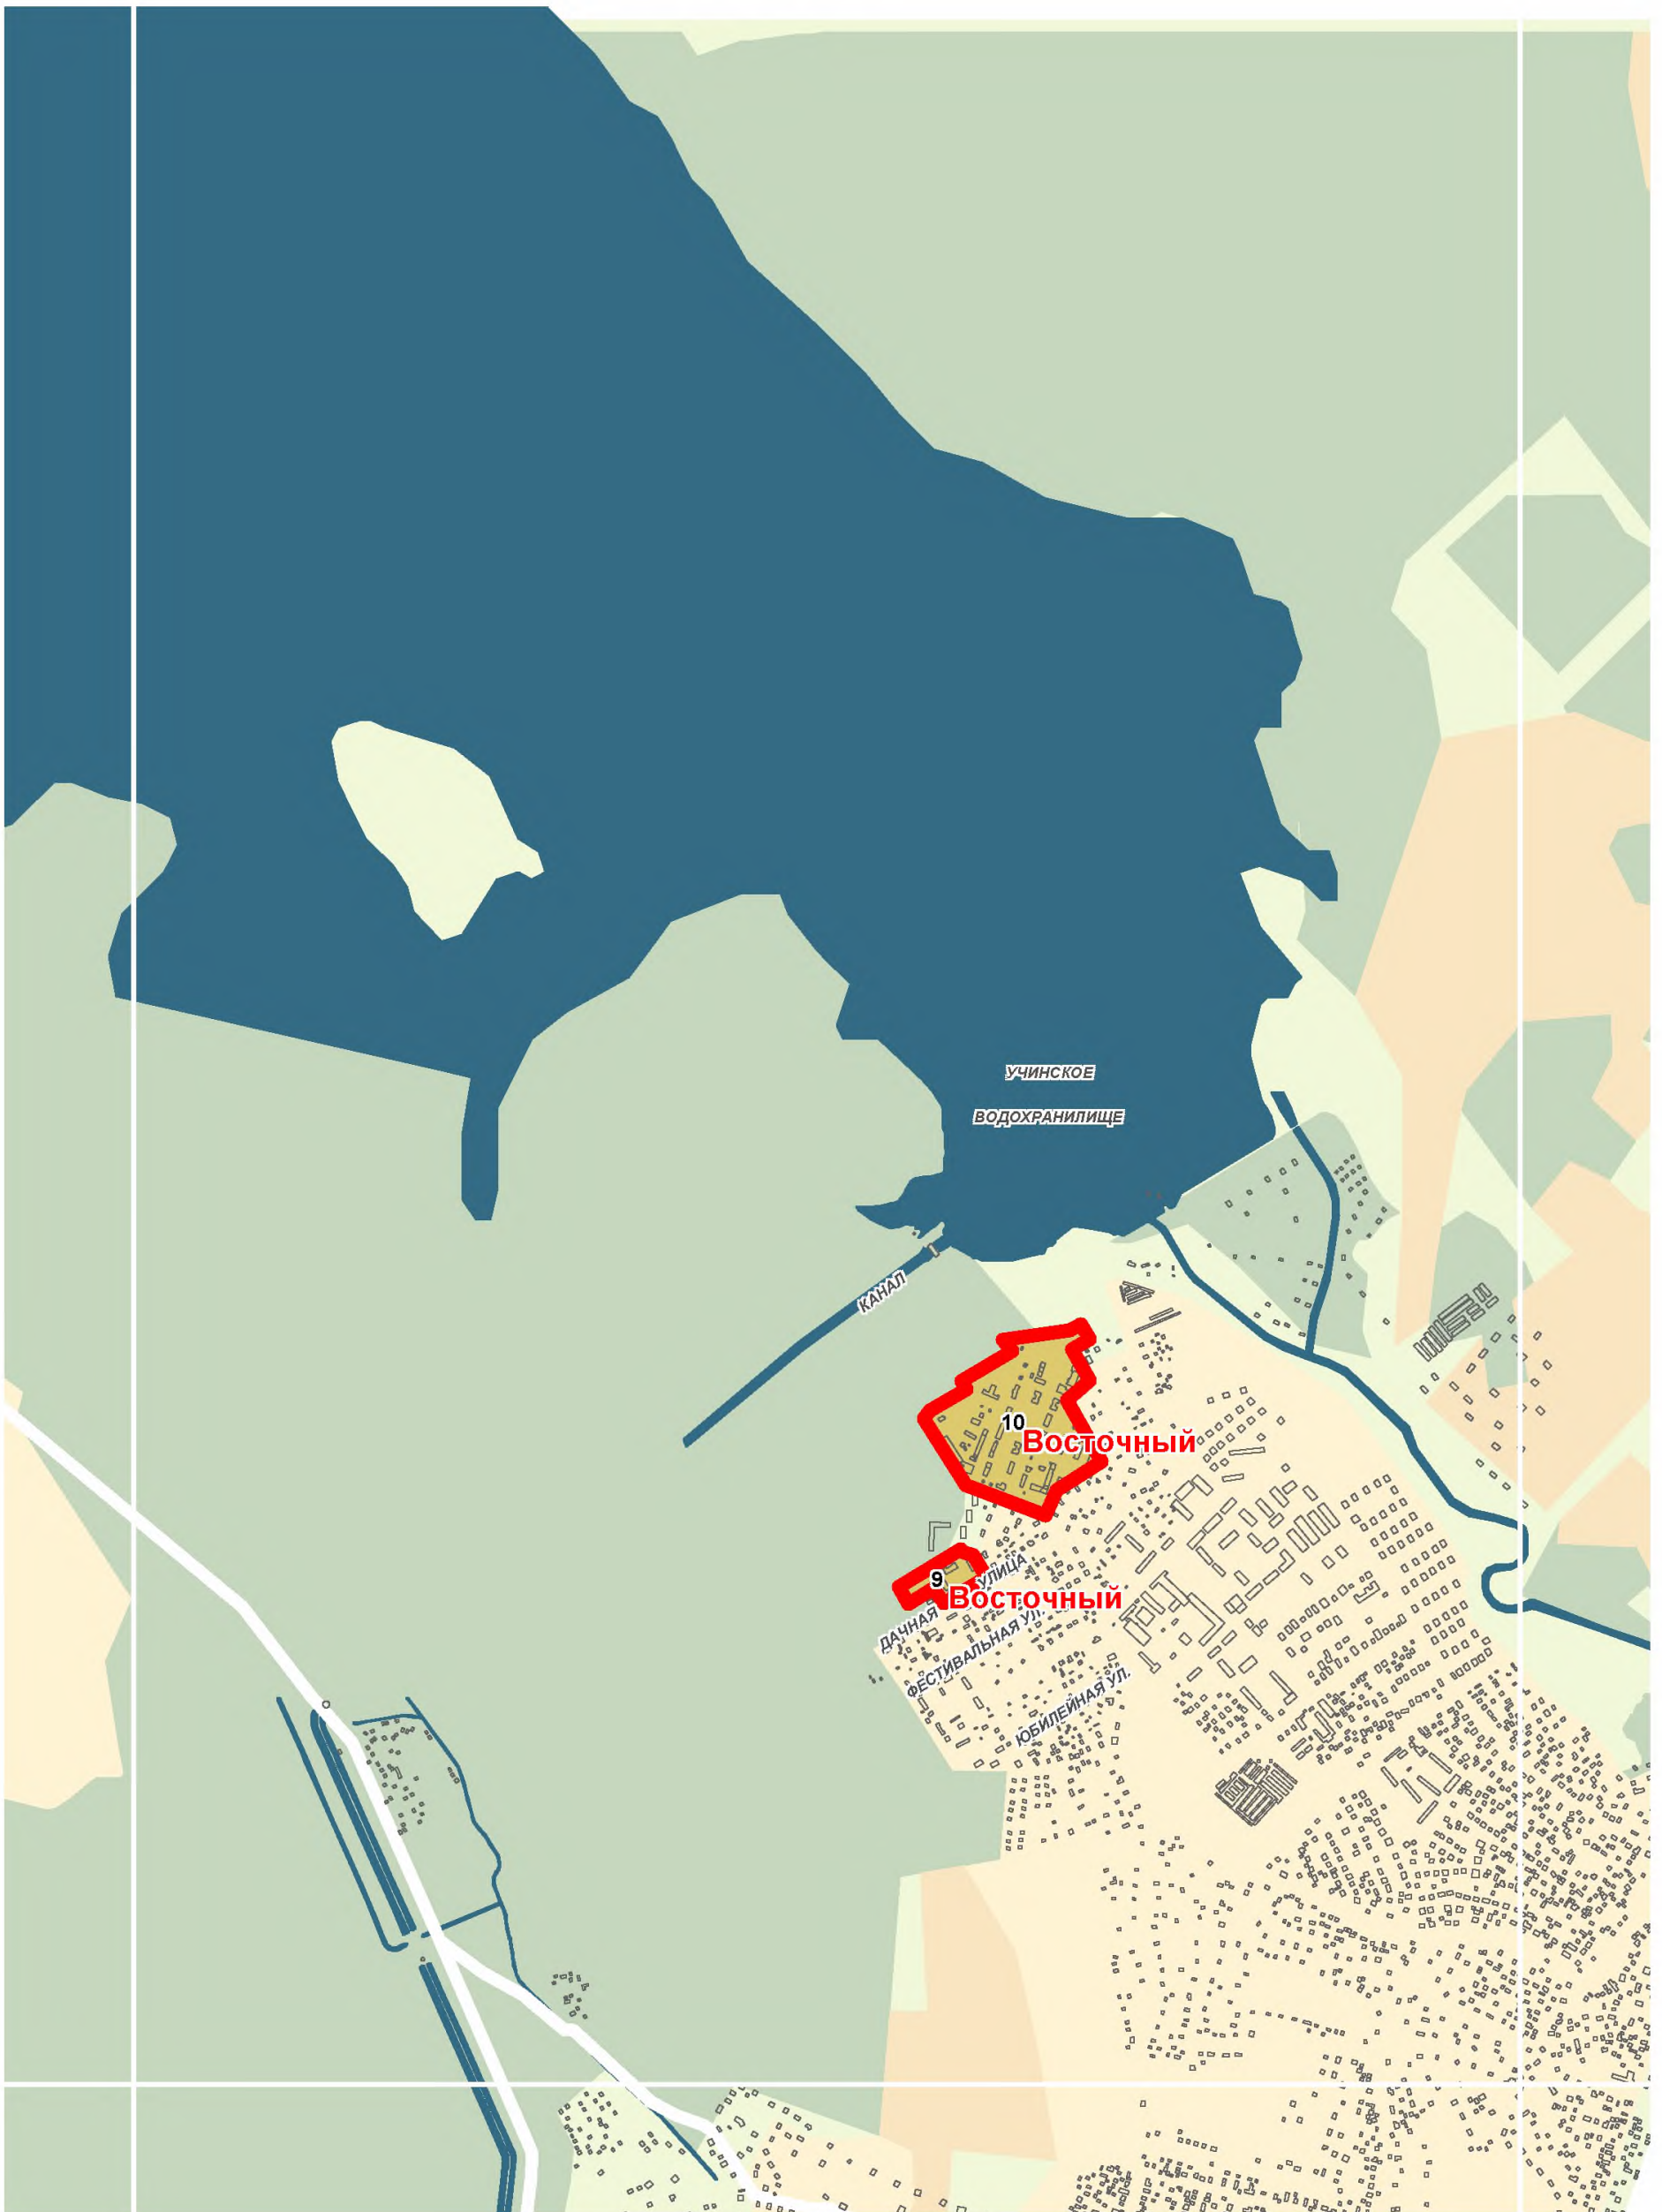 УЧИНСКОЕ
ВОДОХРАНИЛИЩЕ
КАНАЛ
10
Восточный
9
Восточный
ДАЧНАЯ УЛИЦА
ФЕСТИВАЛЬНАЯ УЛ.
ЮБИЛЕЙНАЯ УЛ.